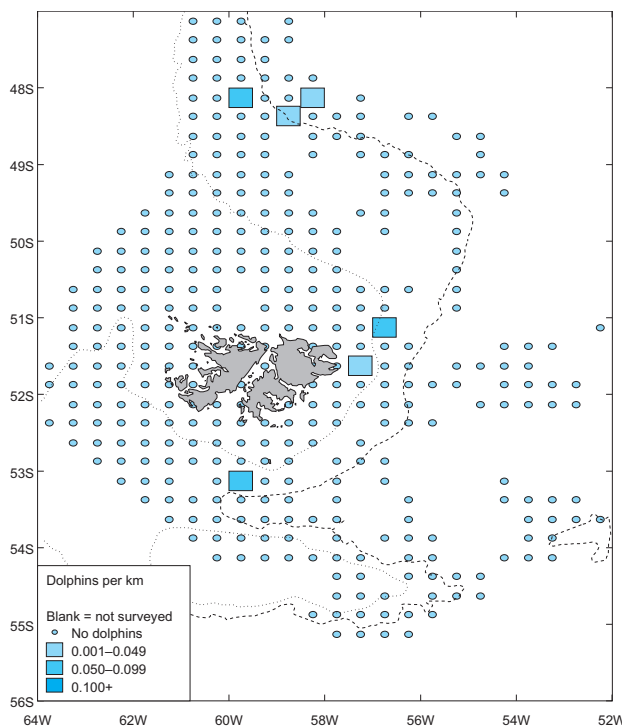 48S
49S
50S
51S
52S
53S
54S
55S
56S
Dolphins per km
Blank = not surveyed
No dolphins
0.001–0.049
0.050–0.099
0.100+
64W 62W 60W 58W 56W 54W 52W